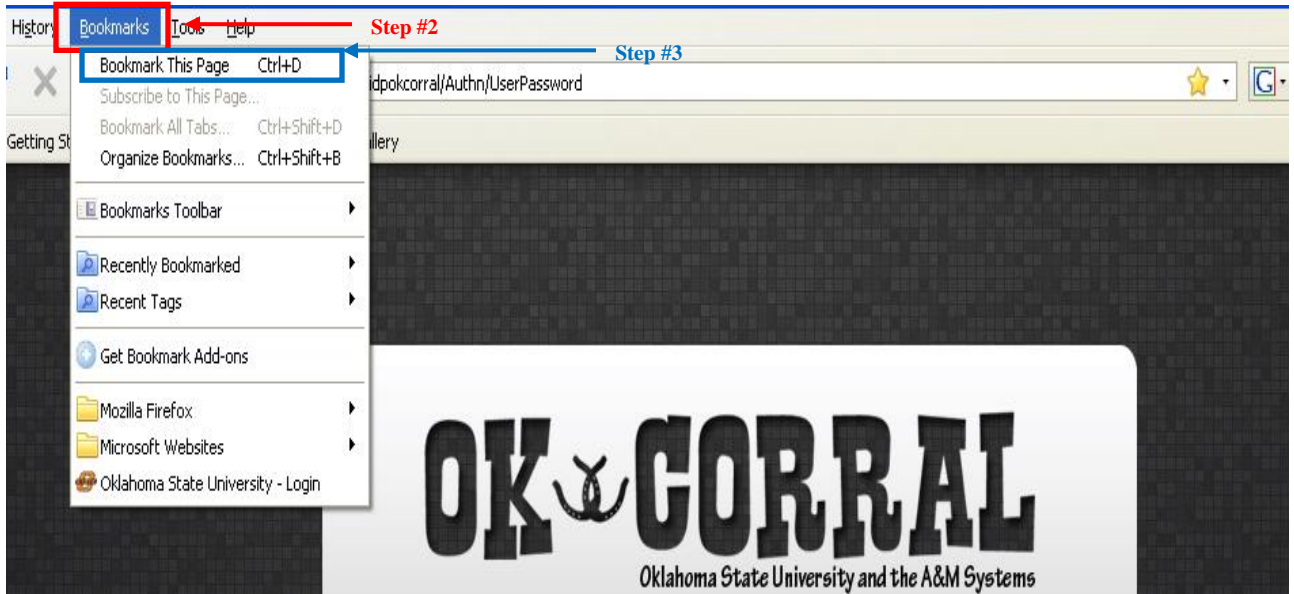 History Bookmarks Tools Help Step #2
Step #3
Bookmark This Page Ctrl+D
idpokcorral/Authn/UserPassword
G
Subscribe to This Page...
Bookmark All Tabs... Ctrl+Shift+D
Getting St
llery
Organize Bookmarks... Ctrl+Shift+B
Bookmarks Toolbar
Recently Bookmarked
Recent Tags
Get Bookmark Add-ons
Mozilla Firefox
Microsoft Websites
Oklahoma State University - Login
OK CORRAL
Oklahoma State University and the A&M Systems